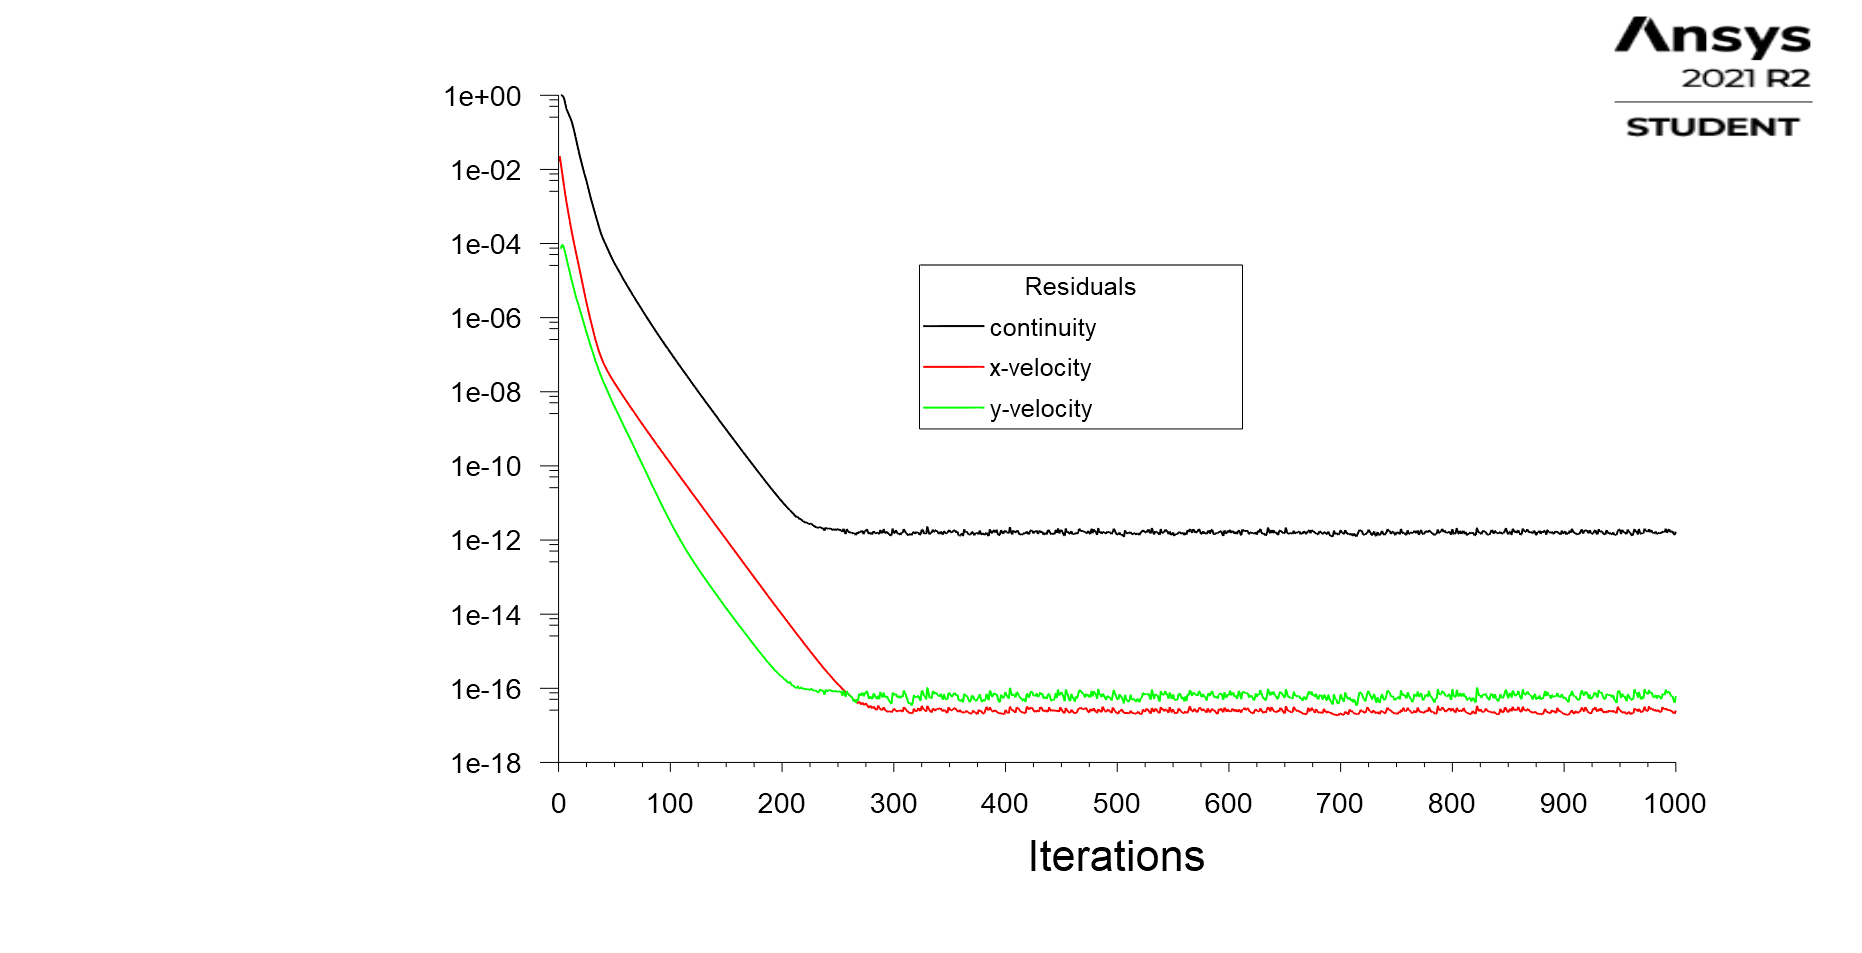 Ansys
2021 R2
STUDENT
1e+00
1e-02
1e-04
1e-06
1e-08
1e-10
1e-12
1e-14
1e-16
1e-18
Residuals
continuity
x-velocity
y-velocity
0 100 200 300 400 500 600 700 800 900 1000
Iterations